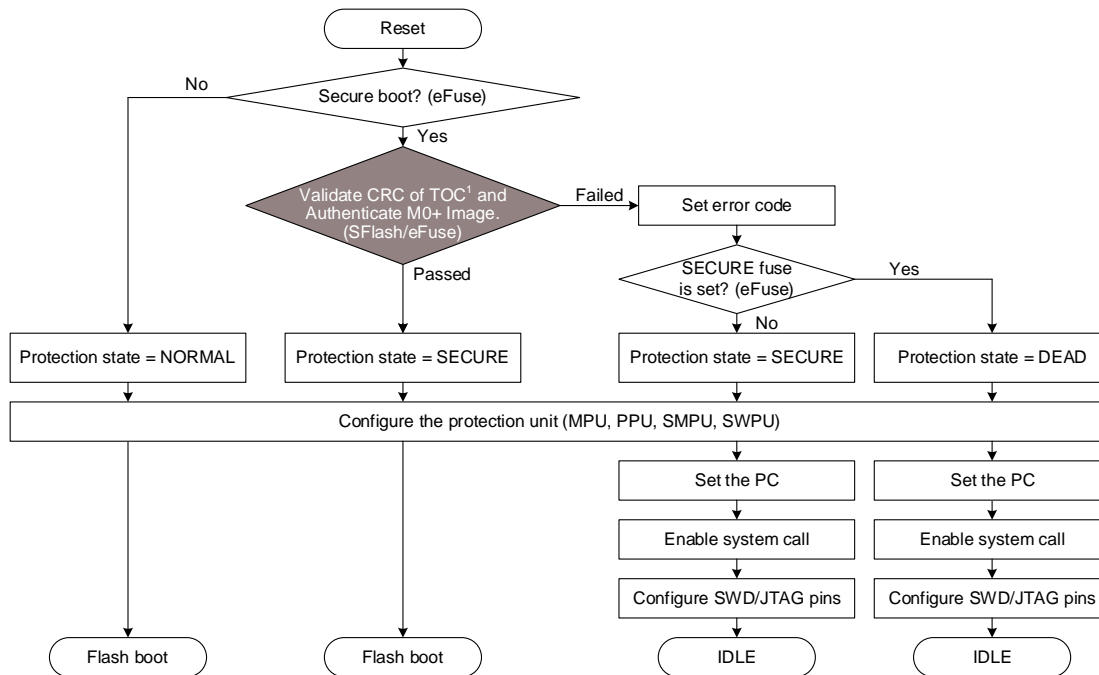 Reset
No
Secure boot? (eFuse)
Yes
Validate CRC of TOC¹ and
Authenticate M0+ Image.
(SFlash/eFuse)
Failed
Set error code
Passed
SECURE fuse
is set? (eFuse)
Yes
No
Protection state = NORMAL
Protection state = SECURE
Protection state = SECURE
Protection state = DEAD
Configure the protection unit (MPU, PPU, SMPU, SWPU)
Set the PC
Set the PC
Enable system call
Enable system call
Configure SWD/JTAG pins
Configure SWD/JTAG pins
Flash boot
Flash boot
IDLE
IDLE